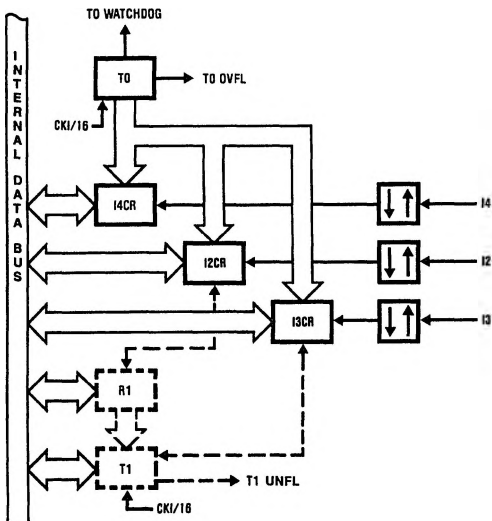 TO WATCHDOG
INTERNAL DATA BUS
T0
TO OVFL
CKI/16
I4CR
I4
I2CR
I2
I3CR
I3
R1
T1
T1 UNFL
CKI/16